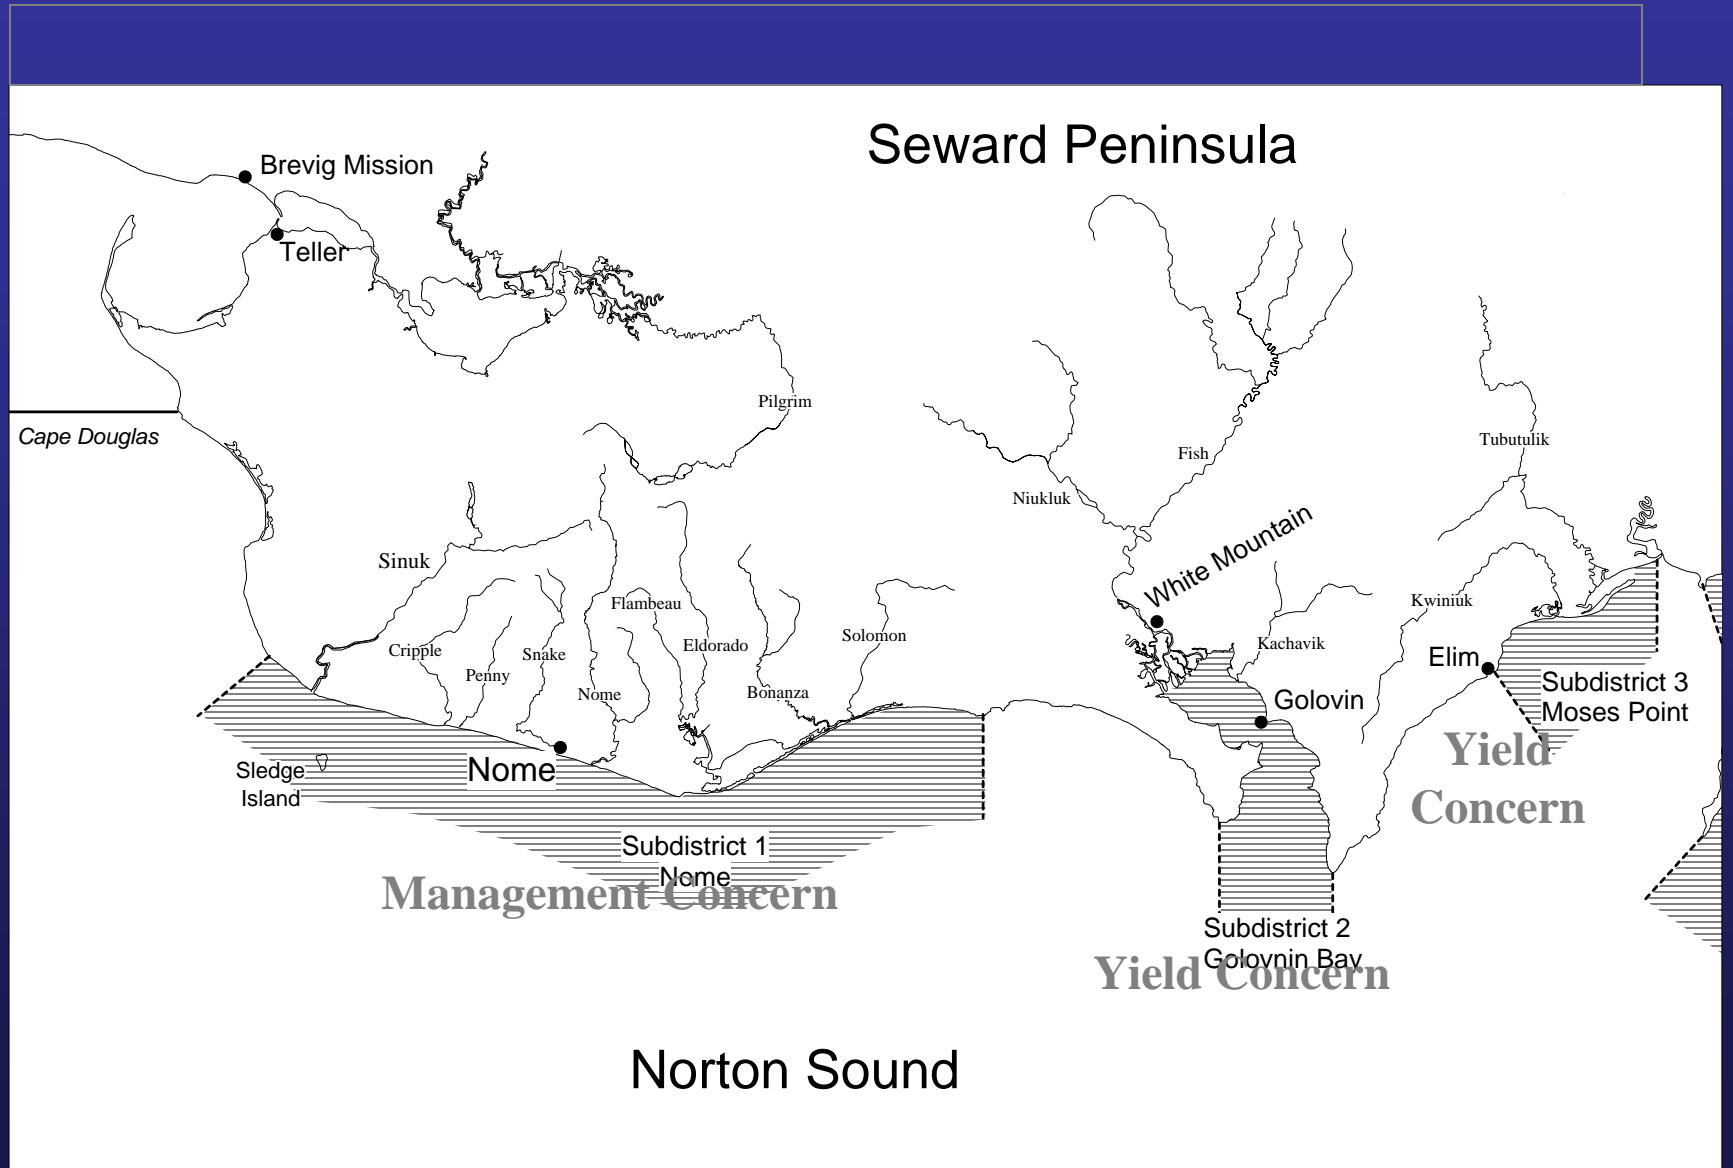 Seward Peninsula
Brevig Mission
Teller
Pilgrim
Cape Douglas
Tubutulik
Fish
Niukluk
White Mountain
Sinuk
Flambeau
Kwiniuk
Cripple
Penny
Snake
Nome
Eldorado
Bonanza
Solomon
Kachavik
Elim
Golovin
Subdistrict 3
Moses Point
Yield
Concern
Sledge
Island
Nome
Subdistrict 1
Nome
Management Concern
Subdistrict 2
Golovnin Bay
Yield Concern
Norton Sound